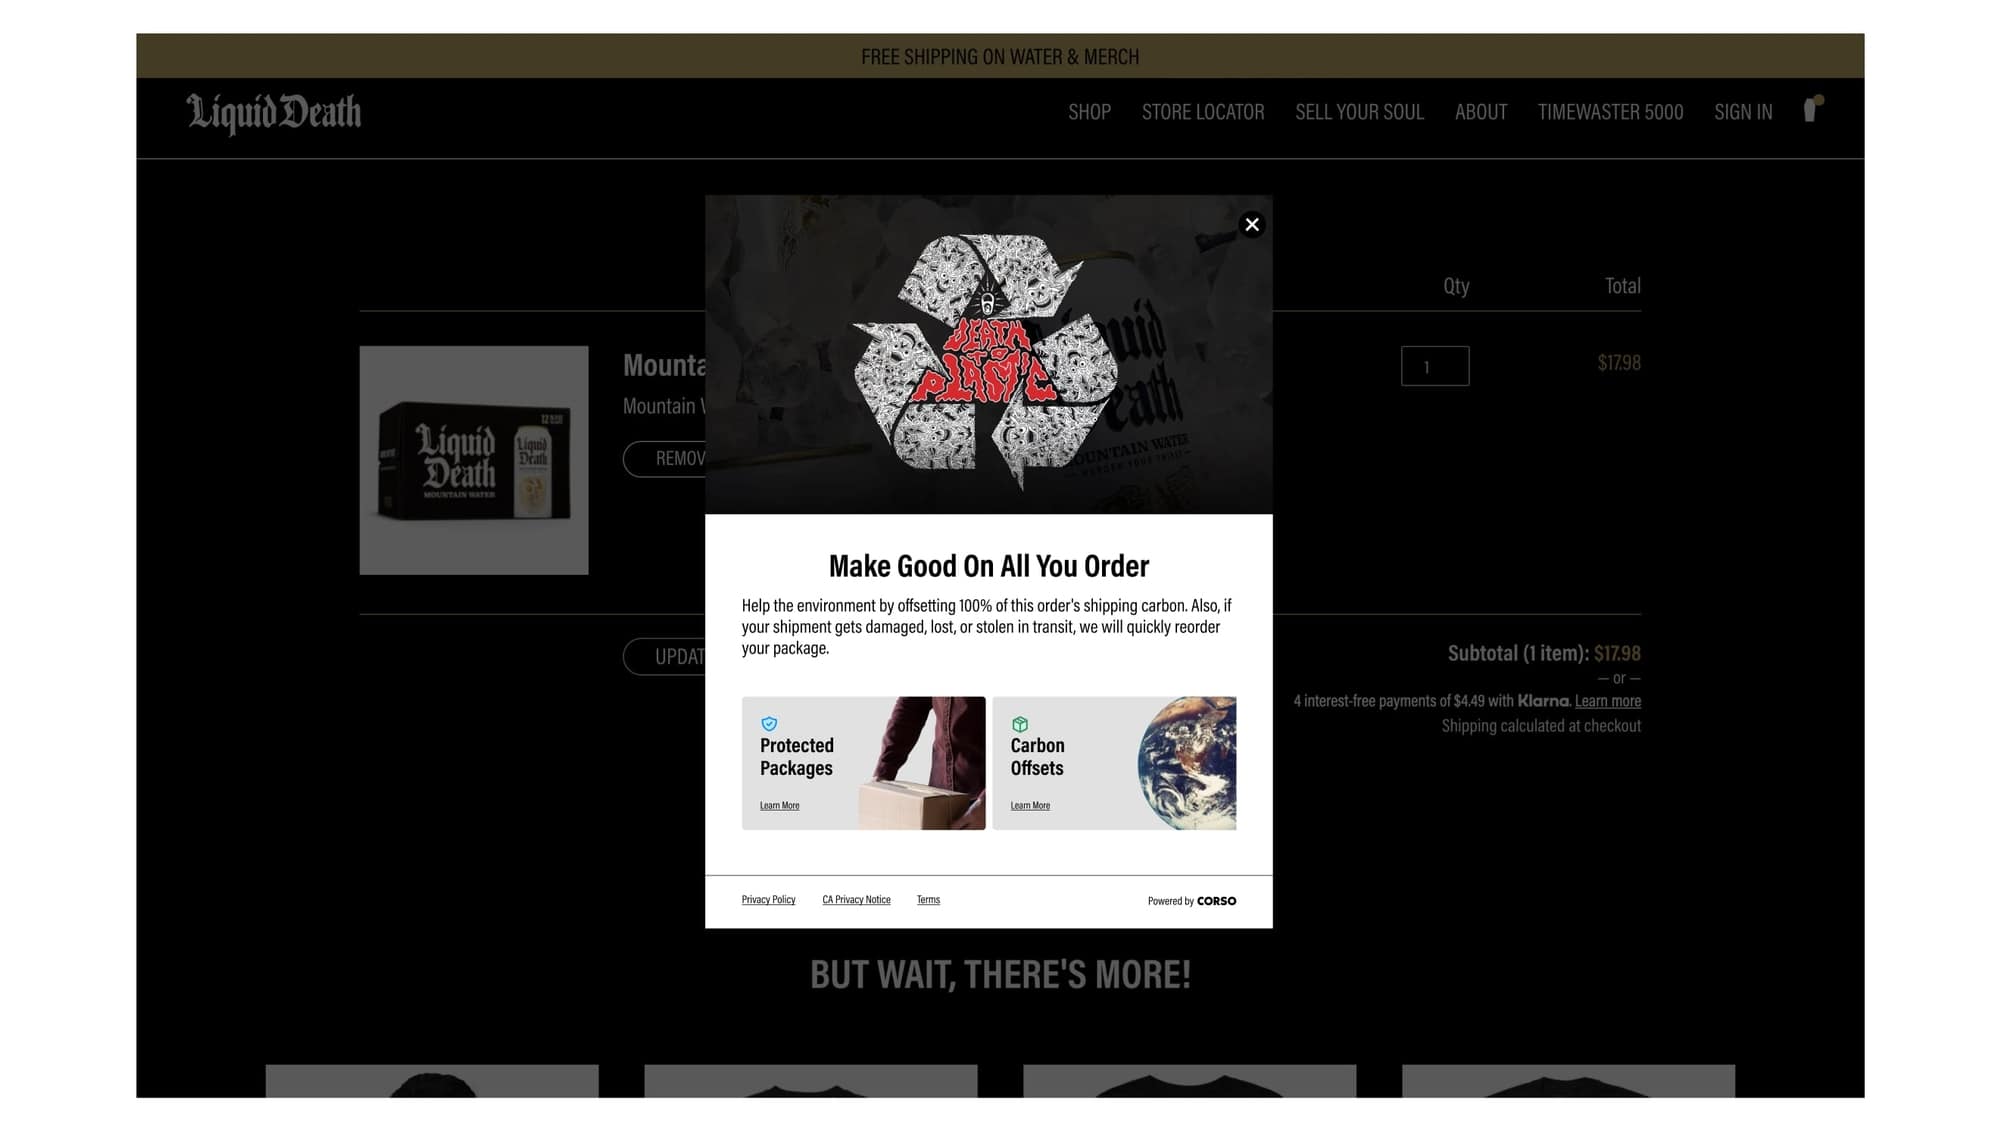 FREE SHIPPING ON WATER & MERCH
Liquid Death
SHOP STORE LOCATOR SELL YOUR SOUL ABOUT TIMEWASTER 5000 SIGN IN
Qty Total
DEATH
TO
PLASTIC
Liquid
Death
MOUNTAIN WATER
MURDER YOUR THIRST
Mounta
Mountain
REMOV
1
$17.98
12
Liquid
Death
MOUNTAIN WATER
Liquid
Death
Make Good On All You Order
Help the environment by offsetting 100% of this order's shipping carbon. Also, if
your shipment gets damaged, lost, or stolen in transit, we will quickly reorder
your package.
UPDAT
Subtotal (1 item): $17.98
— or —
4 interest-free payments of $4.49 with Klarna. Learn more
Shipping calculated at checkout
Protected
Packages
Learn More
Carbon
Offsets
Learn More
Privacy Policy CA Privacy Notice Terms
Powered by CORSO
BUT WAIT, THERE'S MORE!